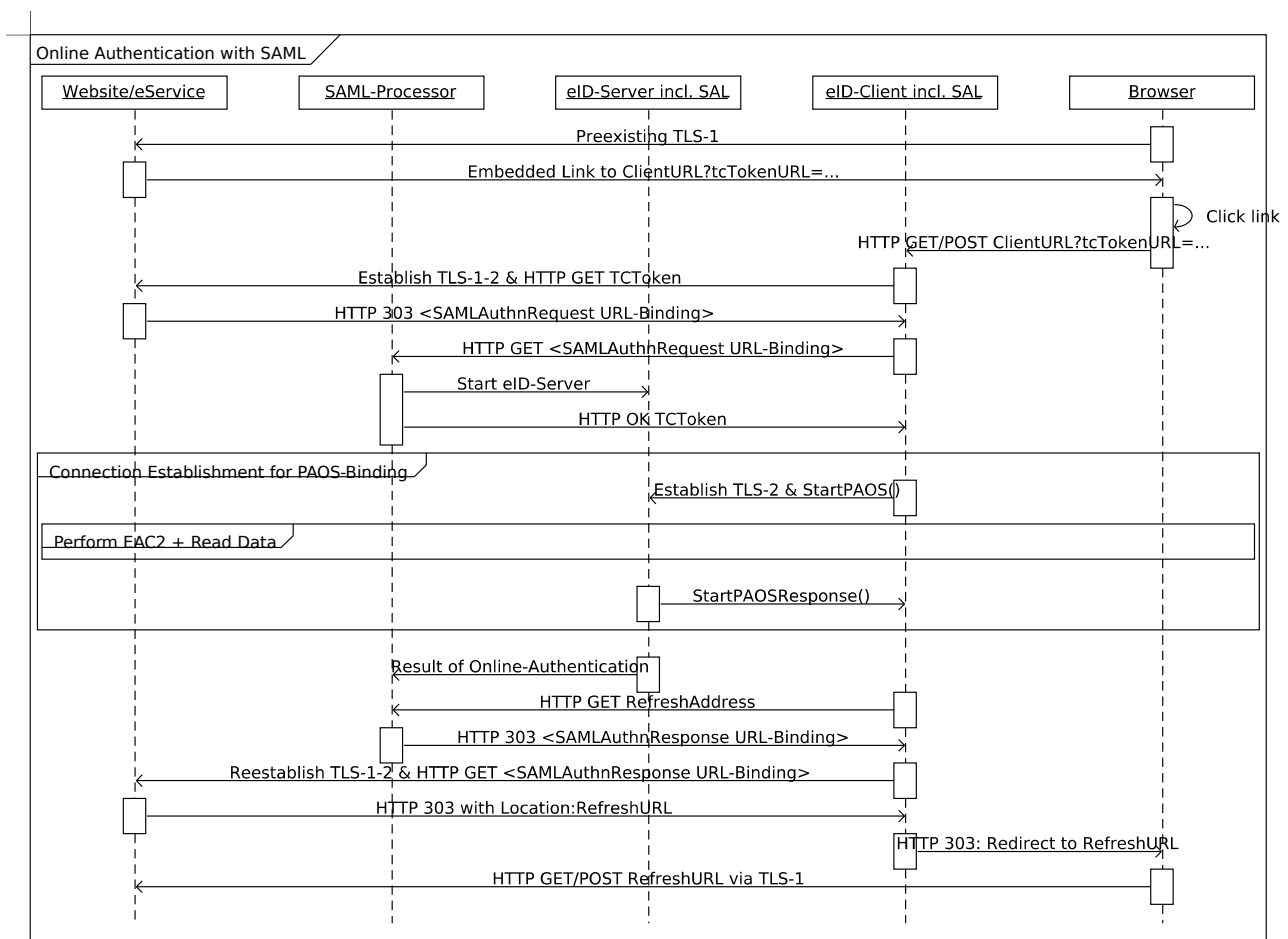 Online Authentication with SAML
Website/eService
SAML-Processor
eID-Server incl. SAL
eID-Client incl. SAL
Browser
Preexisting TLS-1
Embedded Link to ClientURL?tcTokenURL=...
Click link
HTTP GET/POST ClientURL?tcTokenURL=...
Establish TLS-1-2 & HTTP GET TCToken
HTTP 303 <SAMLAuthnRequest URL-Binding>
HTTP GET <SAMLAuthnRequest URL-Binding>
Start eID-Server
HTTP OK TCToken
Connection Establishment for PAOS-Binding
Establish TLS-2 & StartPAOS()
Perform EAC2 + Read Data
StartPAOSResponse()
Result of Online-Authentication
HTTP GET RefreshAddress
HTTP 303 <SAMLAuthnResponse URL-Binding>
Reestablish TLS-1-2 & HTTP GET <SAMLAuthnResponse URL-Binding>
HTTP 303 with Location:RefreshURL
HTTP 303: Redirect to RefreshURL
HTTP GET/POST RefreshURL via TLS-1